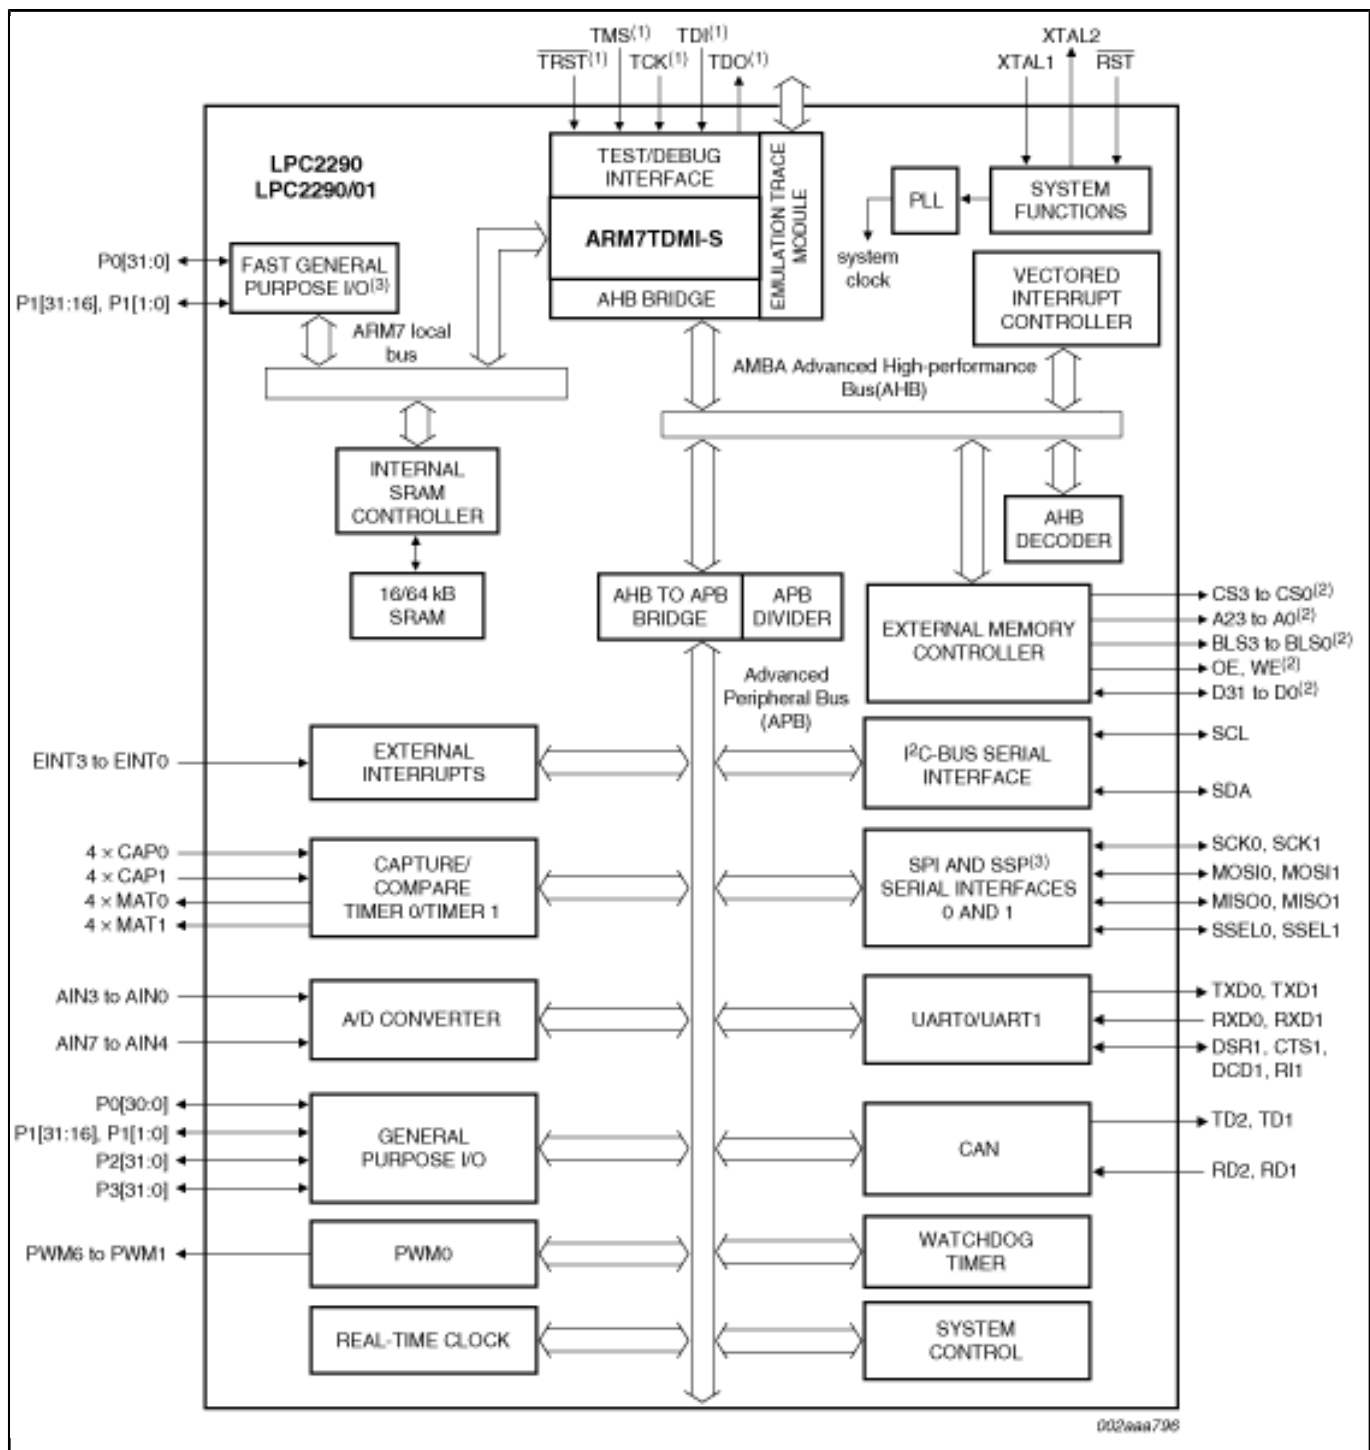 TMS(1) TDI(1) XTAL2
TRST(1) TCK(1) TDO(1) XTAL1 RST
LPC2290
LPC2290/01
TEST/DEBUG
INTERFACE
ARM7TDMI-S
AHB BRIDGE
EMULATION TRACE
MODULE
PLL
SYSTEM
FUNCTIONS
system
clock
VECTORED
INTERRUPT
CONTROLLER
P0[31:0]
P1[31:16], P1[1:0]
FAST GENERAL
PURPOSE I/O(3)
ARM7 local
bus
AMBA Advanced High-performance
Bus(AHB)
INTERNAL
SRAM
CONTROLLER
16/64 kB
SRAM
AHB
DECODER
AHB TO APB
BRIDGE
APB
DIVIDER
EXTERNAL MEMORY
CONTROLLER
CS3 to CS0(2)
A23 to A0(2)
BLS3 to BLS0(2)
OE, WE(2)
D31 to D0(2)
Advanced
Peripheral Bus
(APB)
EINT3 to EINT0
EXTERNAL
INTERRUPTS
I2C-BUS SERIAL
INTERFACE
SCL
SDA
4 × CAP0
4 × CAP1
4 × MAT0
4 × MAT1
CAPTURE/
COMPARE
TIMER 0/TIMER 1
SPI AND SSP(3)
SERIAL INTERFACES
0 AND 1
SCK0, SCK1
MOSI0, MOSI1
MISO0, MISO1
SSEL0, SSEL1
AIN3 to AIN0
AIN7 to AIN4
A/D CONVERTER
UART0/UART1
TXD0, TXD1
RXD0, RXD1
DSR1, CTS1,
DCD1, RI1
P0[30:0]
P1[31:16], P1[1:0]
P2[31:0]
P3[31:0]
GENERAL
PURPOSE I/O
CAN
TD2, TD1
RD2, RD1
PWM6 to PWM1
PWM0
WATCHDOG
TIMER
REAL-TIME CLOCK
SYSTEM
CONTROL
002aaa796